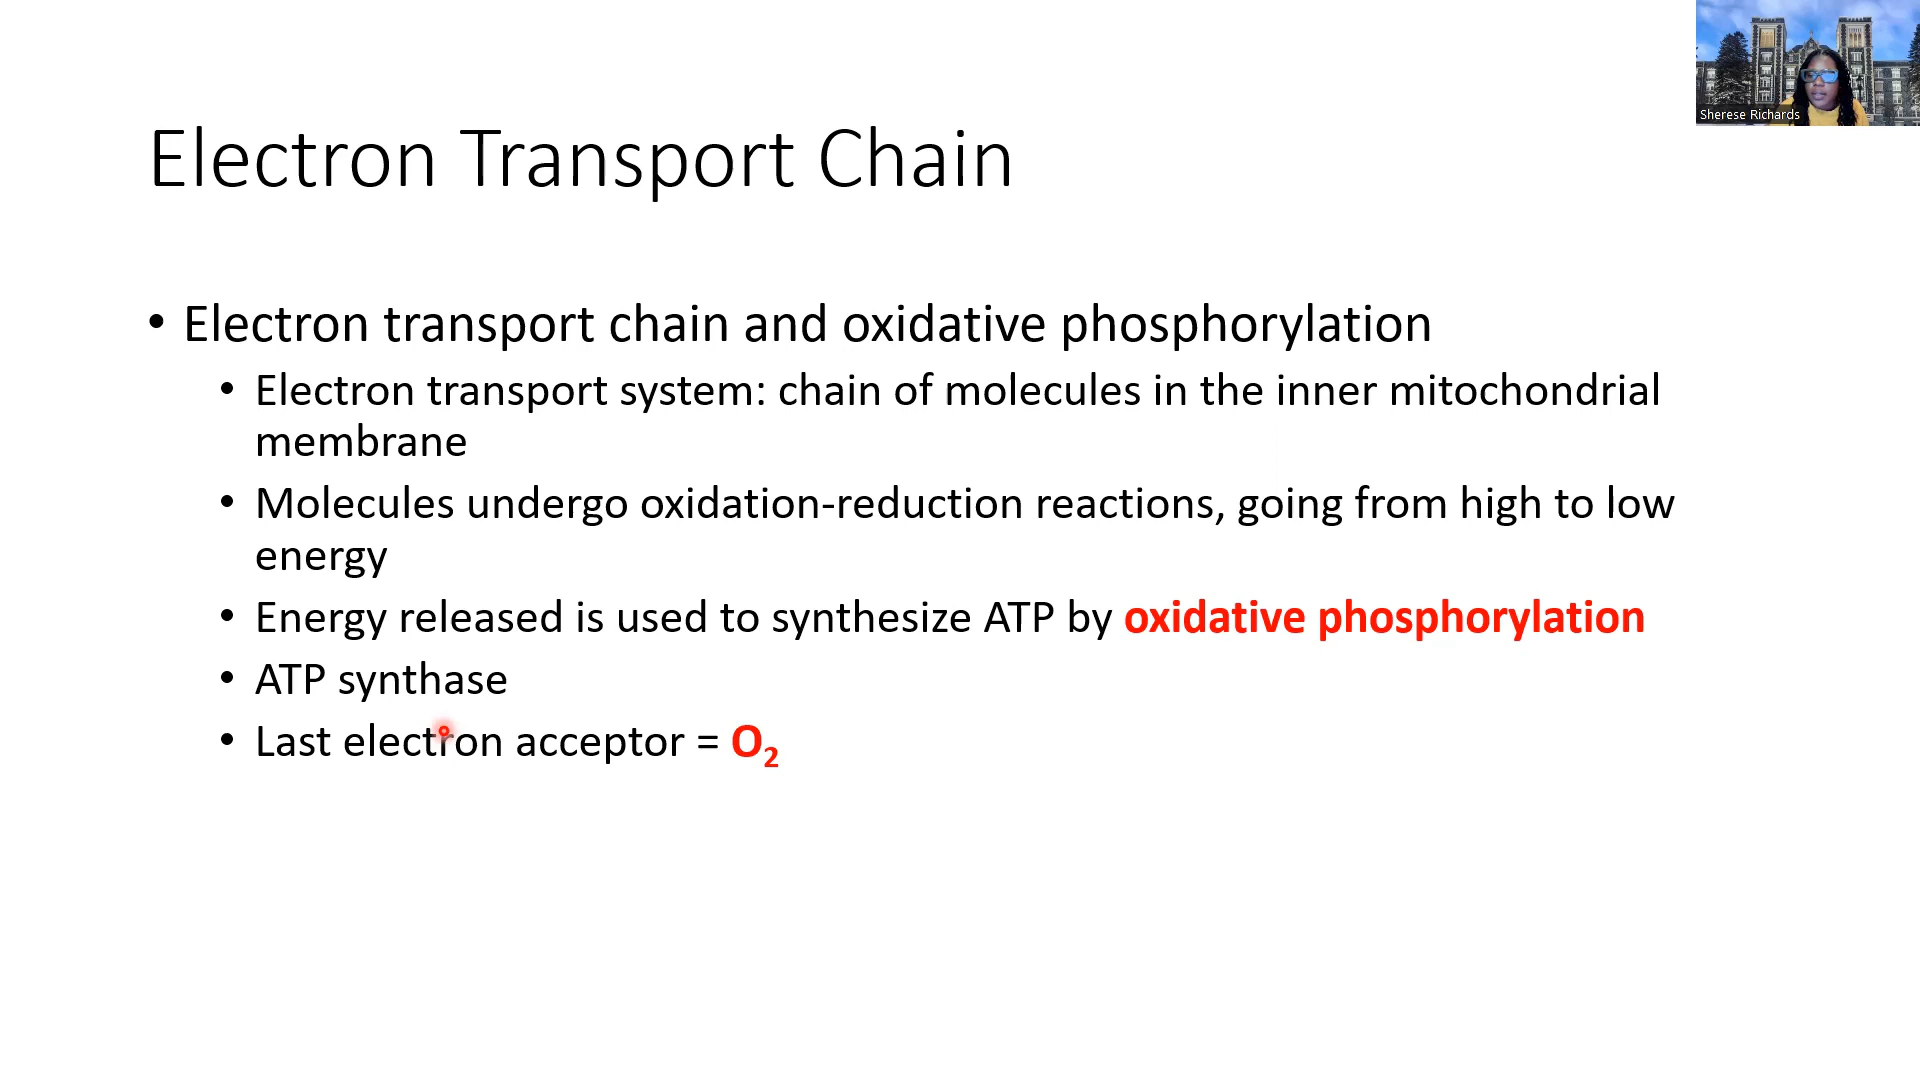 Sherese Richards
Electron Transport Chain
• Electron transport chain and oxidative phosphorylation
• Electron transport system: chain of molecules in the inner mitochondrial
membrane
• Molecules undergo oxidation-reduction reactions, going from high to low
energy
• Energy released is used to synthesize ATP by oxidative phosphorylation
• ATP synthase
• Last electron acceptor = O₂